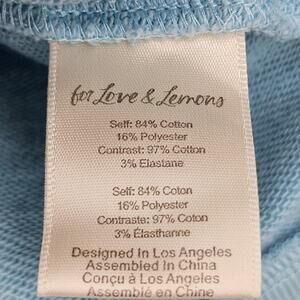 for Love & Lemons
Self: 84% Cotton
16% Polyester
Contrast: 97% Cotton
3% Elastane
Self: 84% Coton
16% Polyester
Contraste: 97% Coton
3% Élasthanne
Designed In Los Angeles
Assembled In China
Conçu à Los Angeles
Assemblé en Chine